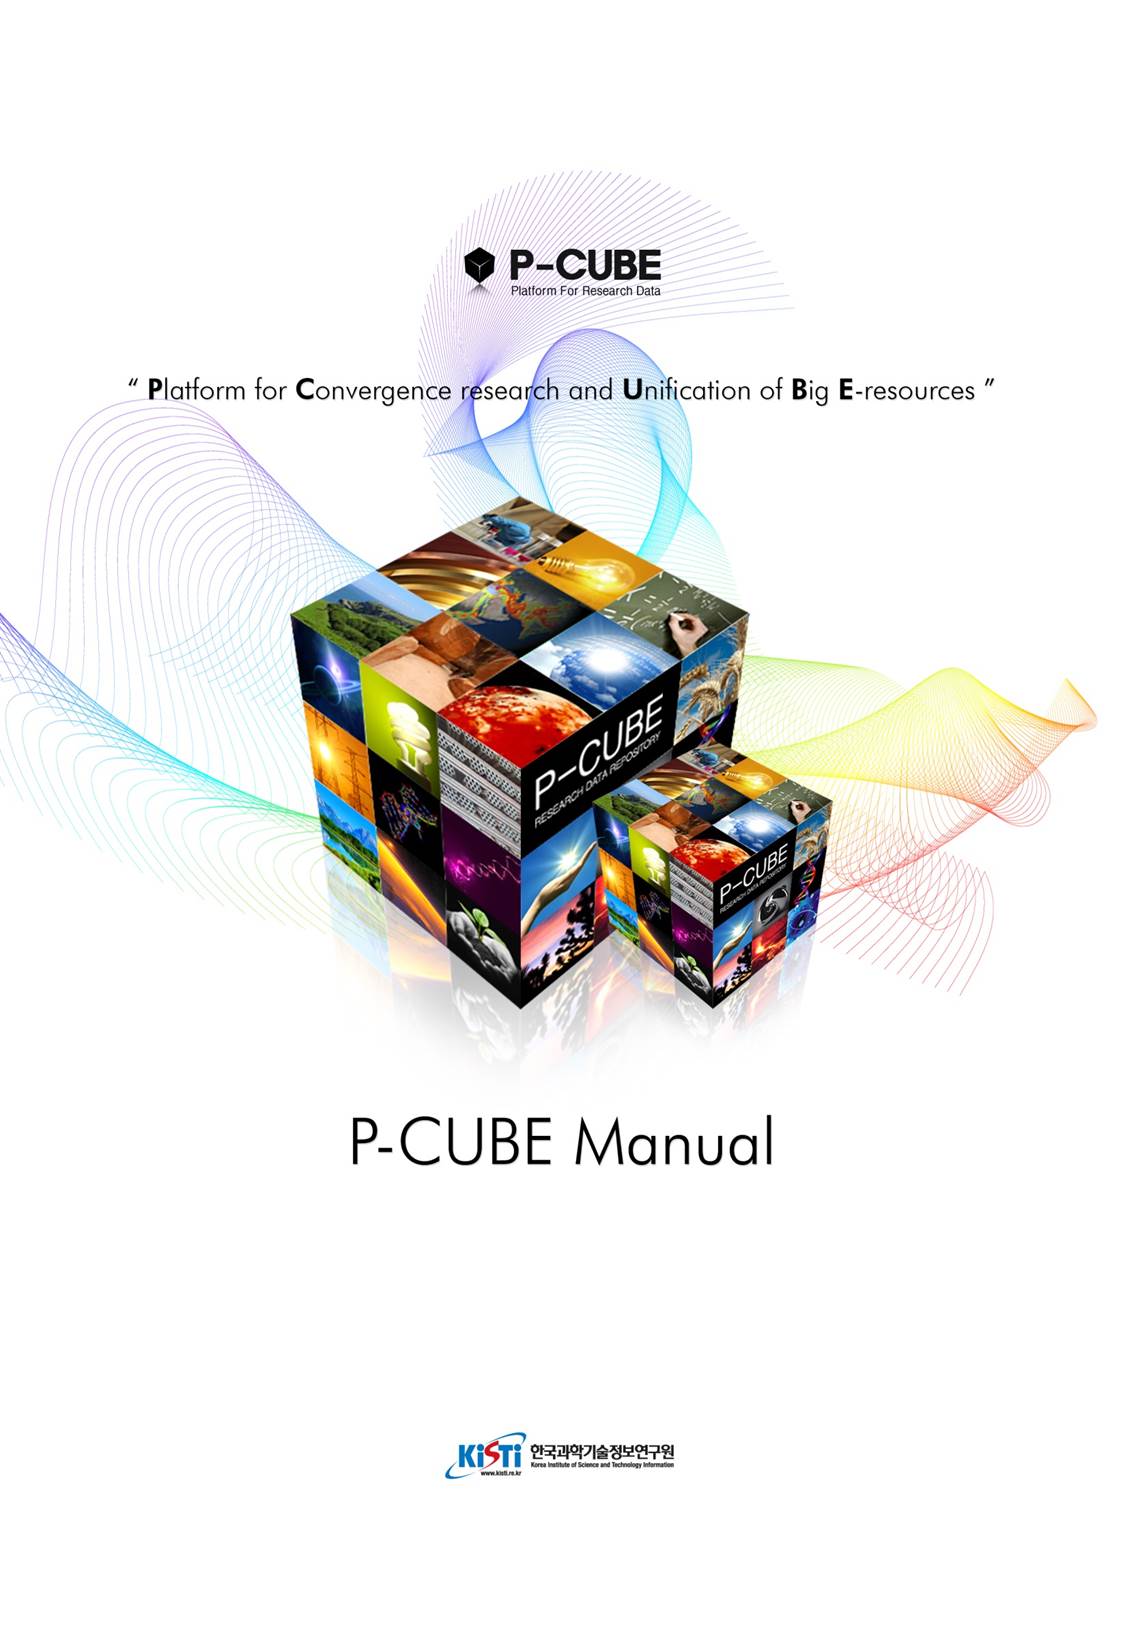 P-CUBE
Platform For Research Data
“ Platform for Convergence research and Unification of Big E-resources ”
P-CUBE
RESEARCH DATA REPOSITORY
P-CUBE
RESEARCH DATA REPOSITORY
P-CUBE Manual
KiSTi 한국과학기술정보연구원
www.kisti.re.kr Korea Institute of Science and Technology Information